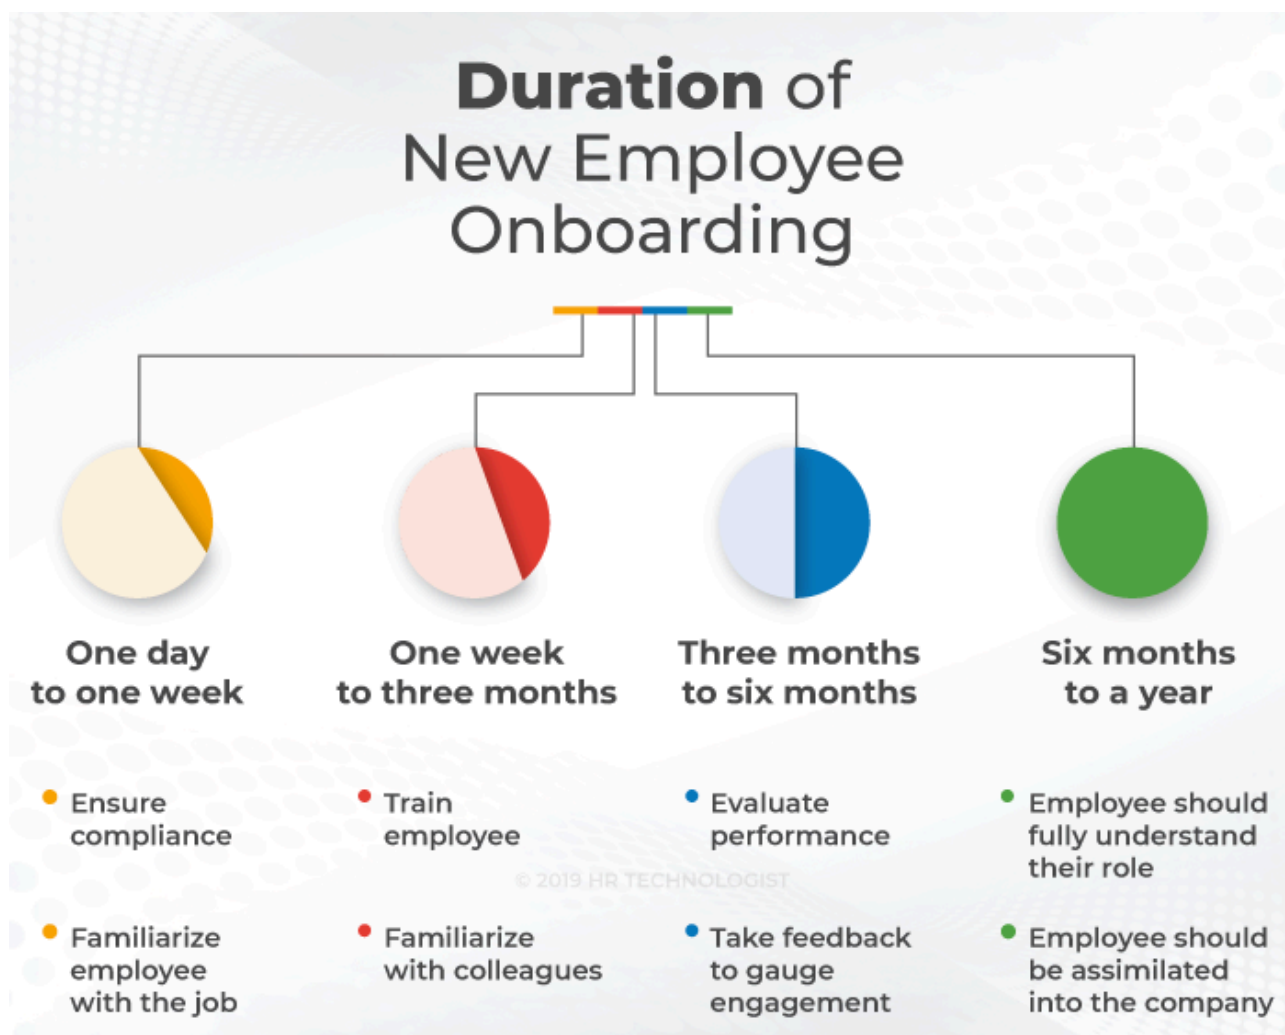 Duration of
New Employee
Onboarding
One day
to one week
One week
to three months
Three months
to six months
Six months
to a year
Ensure
compliance
Familiarize
employee
with the job
Train
employee
Familiarize
with colleagues
Evaluate
performance
Take feedback
to gauge
engagement
Employee should
fully understand
their role
Employee should
be assimilated
into the company
© 2019 HR TECHNOLOGIST